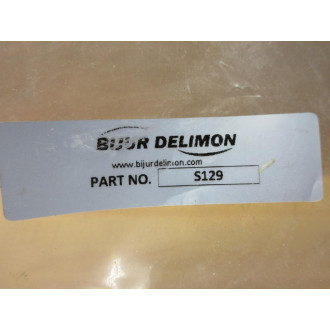 BIJUR DELIMON
www.bijurdelimon.com
PART NO. S129